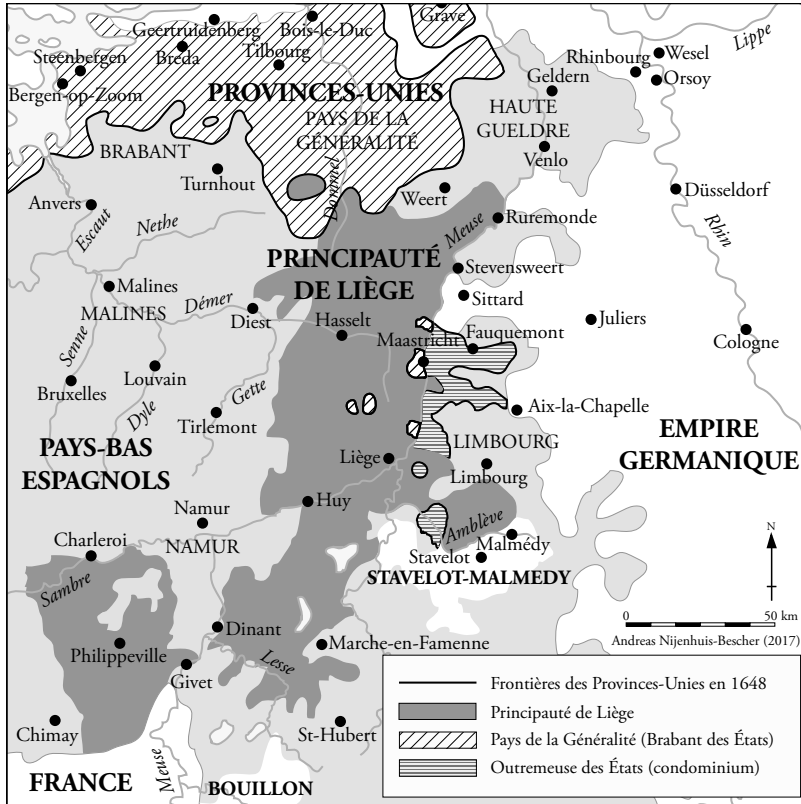 Geertruidenberg
Bois-le-Duc
Grave
Lippe
Steenbergen
Breda
Tilbourg
Rhinbourg
Wesel
Orsoy
Bergen-op-Zoom
PROVINCES-UNIES
Geldern
PAYS DE LA
GÉNÉRALITÉ
HAUTE
GUELDRE
BRABANT
Venlo
Turnhout
Dommel
Weert
Düsseldorf
Anvers
Escaut
Nethe
Meuse
Ruremonde
Rhin
PRINCIPAUTÉ
DE LIÈGE
Stevensweert
Malines
MALINES
Démer
Diest
Sittard
Hasselt
Juliers
Senne
Maastricht
Fauquemont
Cologne
Bruxelles
Louvain
Dyle
Gette
Tirlemont
Aix-la-Chapelle
EMPIRE
GERMANIQUE
PAYS-BAS
ESPAGNOLS
LIMBOURG
Liège
Limbourg
Namur
NAMUR
Huy
Amblève
Charleroi
Stavelot
Malmédy
STAVELOT-MALMEDY
N
Sambre
0 50 km
Andreas Nijenhuis-Bescher (2017)
Dinant
Marche-en-Famenne
Philippeville
Lesse
Givet
Chimay
St-Hubert
Meuse
FRANCE
BOUILLON
Frontières des Provinces-Unies en 1648
Principauté de Liège
Pays de la Généralité (Brabant des États)
Outremeuse des États (condominium)